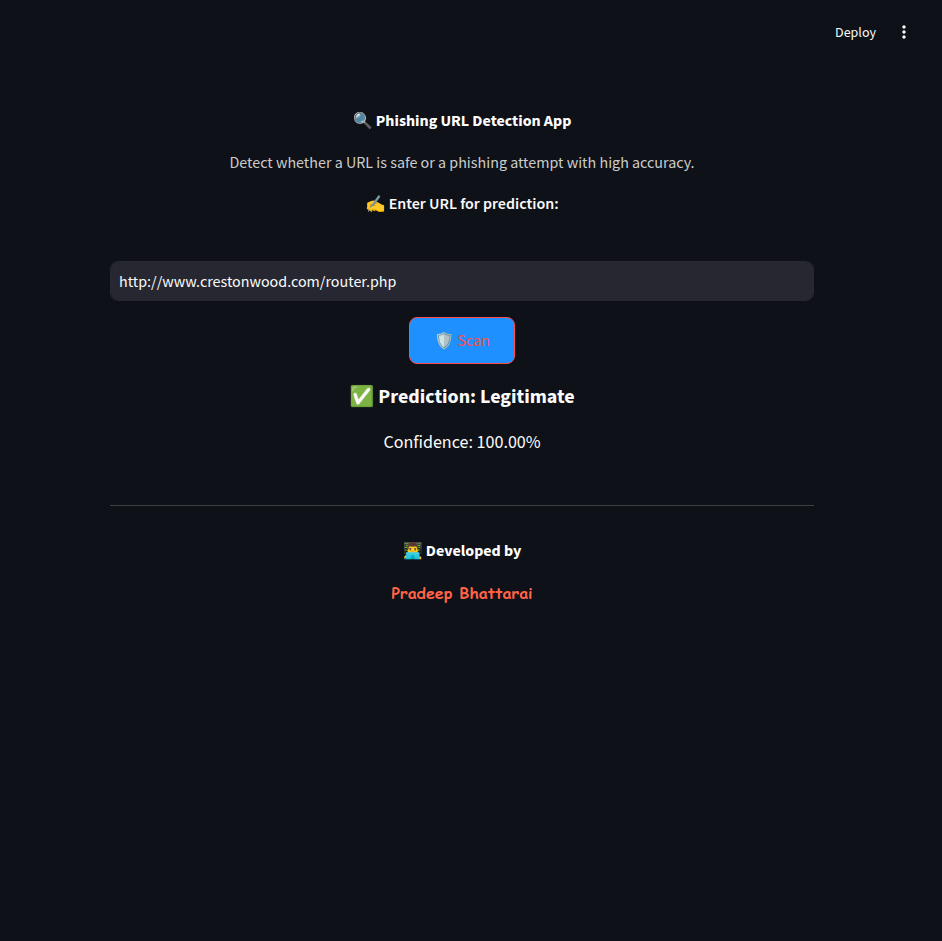 Deploy
🔍 Phishing URL Detection App
Detect whether a URL is safe or a phishing attempt with high accuracy.
✍️ Enter URL for prediction:
http://www.crestonwood.com/router.php
🛡️ Scan
✅ Prediction: Legitimate
Confidence: 100.00%
👨‍💻 Developed by
Pradeep Bhattarai